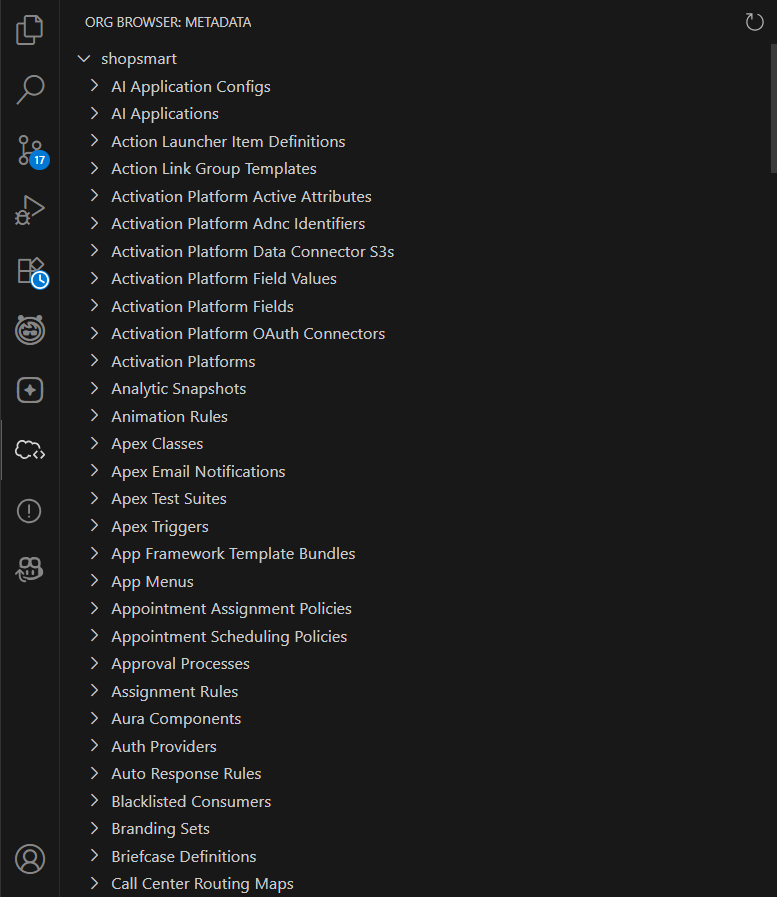 ORG BROWSER: METADATA
shopsmart
AI Application Configs
AI Applications
Action Launcher Item Definitions
17
Action Link Group Templates
Activation Platform Active Attributes
Activation Platform Adnc Identifiers
Activation Platform Data Connector S3s
Activation Platform Field Values
Activation Platform Fields
Activation Platform OAuth Connectors
Activation Platforms
Analytic Snapshots
Animation Rules
Apex Classes
Apex Email Notifications
Apex Test Suites
Apex Triggers
App Framework Template Bundles
App Menus
Appointment Assignment Policies
Appointment Scheduling Policies
Approval Processes
Assignment Rules
Aura Components
Auth Providers
Auto Response Rules
Blacklisted Consumers
Branding Sets
Briefcase Definitions
Call Center Routing Maps